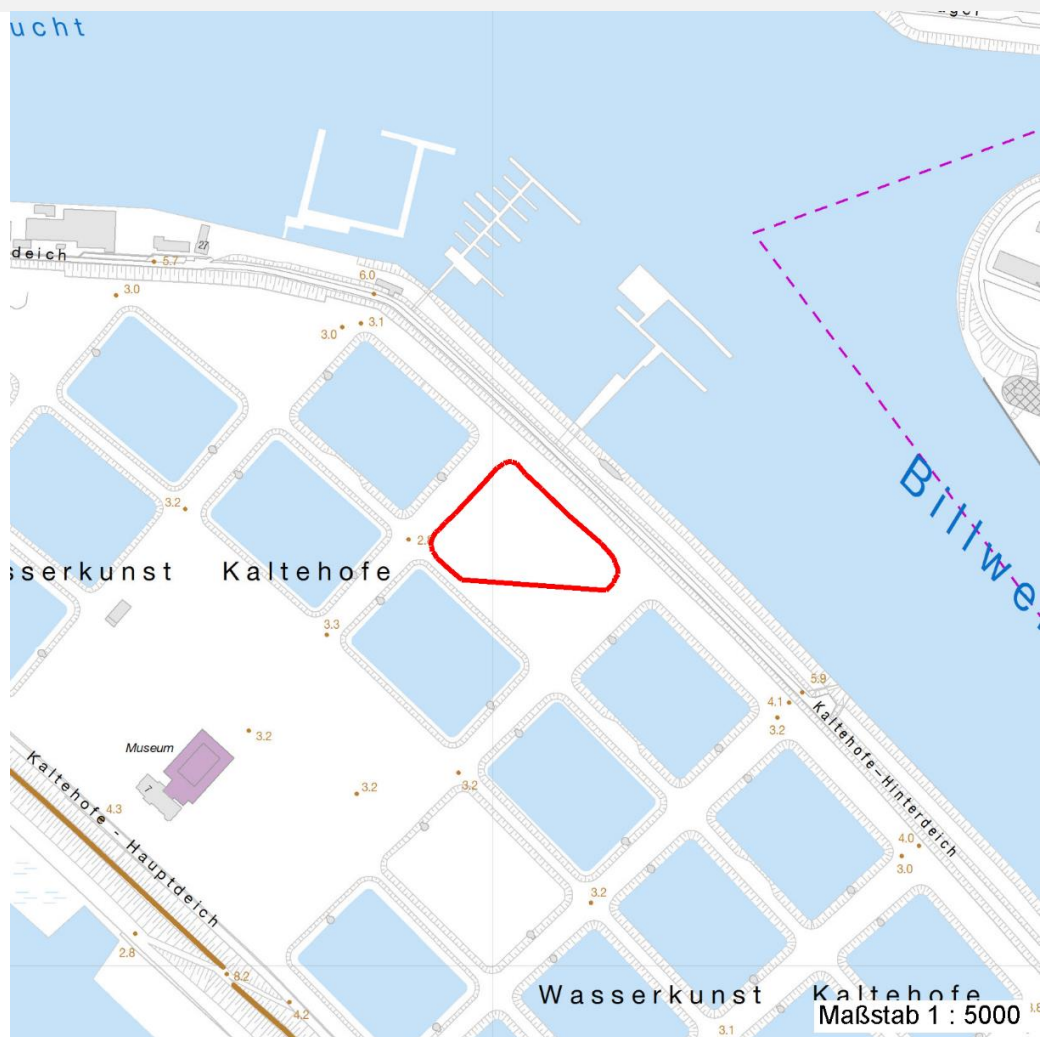 ucht
27
deich
5.7
6.0
3.0
3.1
3.0
3.2
sserkunst Kaltehofe
3.3
Billwe
5.9
4.1
3.2
Kaltehofe-Hinterdeich
3.2
Museum
3.2
3.2
7
Kaltehofe - Hauptdeich
4.3
4.0
3.0
3.2
2.8
8.2
4.2
Wasserkunst Kaltehofe
3.1
Maßstab 1 : 5000